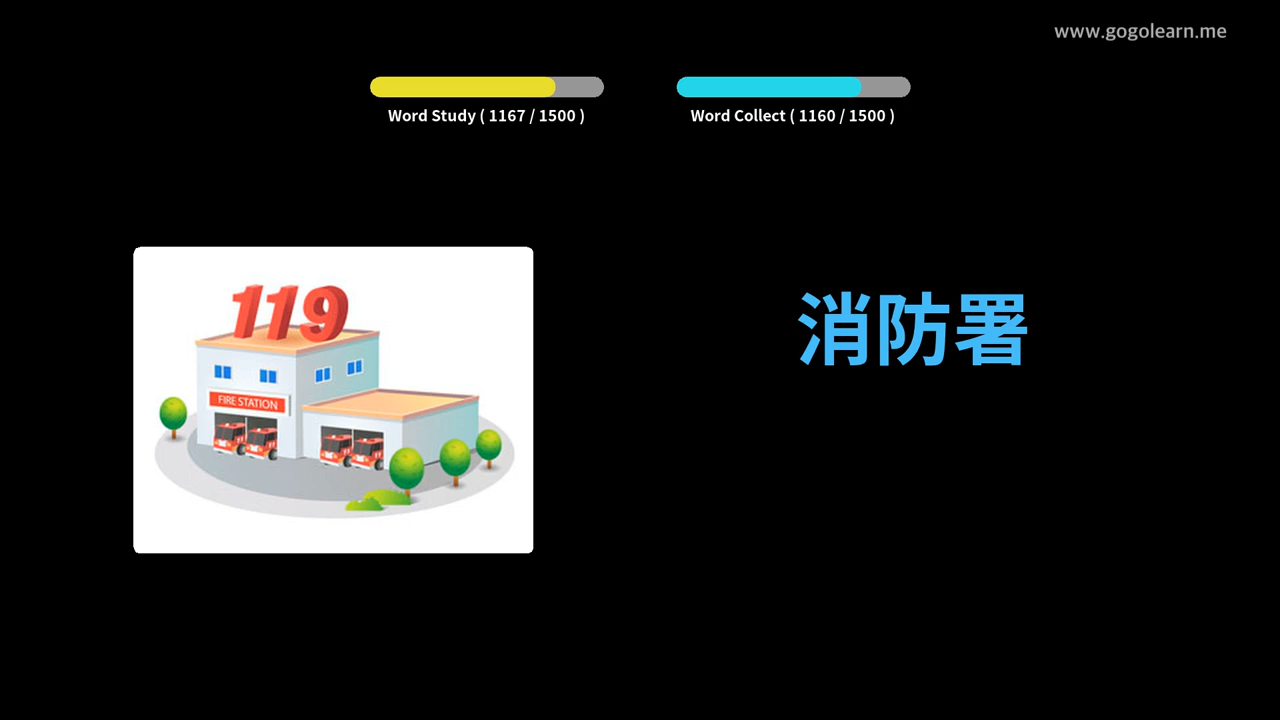 www.gogolearn.me
Word Study ( 1167 / 1500 )
Word Collect ( 1160 / 1500 )
119
FIRE STATION
消防署